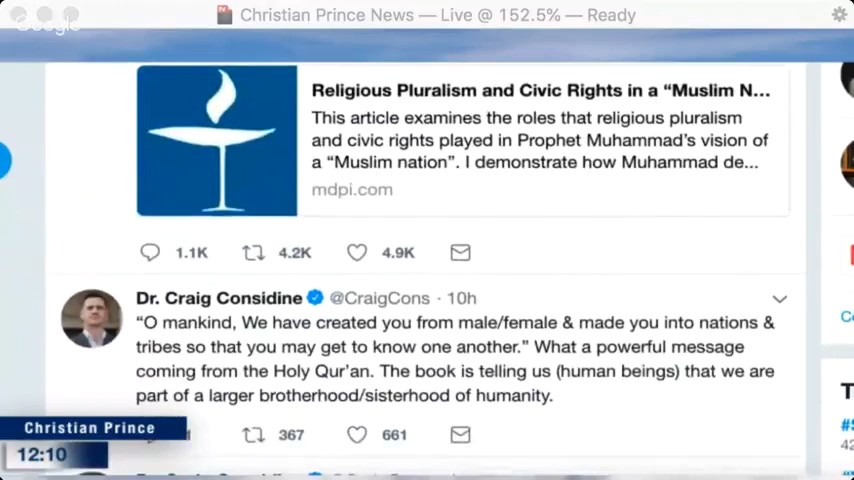 Christian Prince News — Live @ 152.5% — Ready
Google
Religious Pluralism and Civic Rights in a “Muslim N...
This article examines the roles that religious pluralism
and civic rights played in Prophet Muhammad’s vision of
a “Muslim nation”. I demonstrate how Muhammad de...
mdpi.com
1.1K 4.2K 4.9K
Dr. Craig Considine @CraigCons · 10h
“O mankind, We have created you from male/female & made you into nations &
tribes so that you may get to know one another.” What a powerful message
coming from the Holy Qur’an. The book is telling us (human beings) that we are
part of a larger brotherhood/sisterhood of humanity.
367 661
Christian Prince
12:10